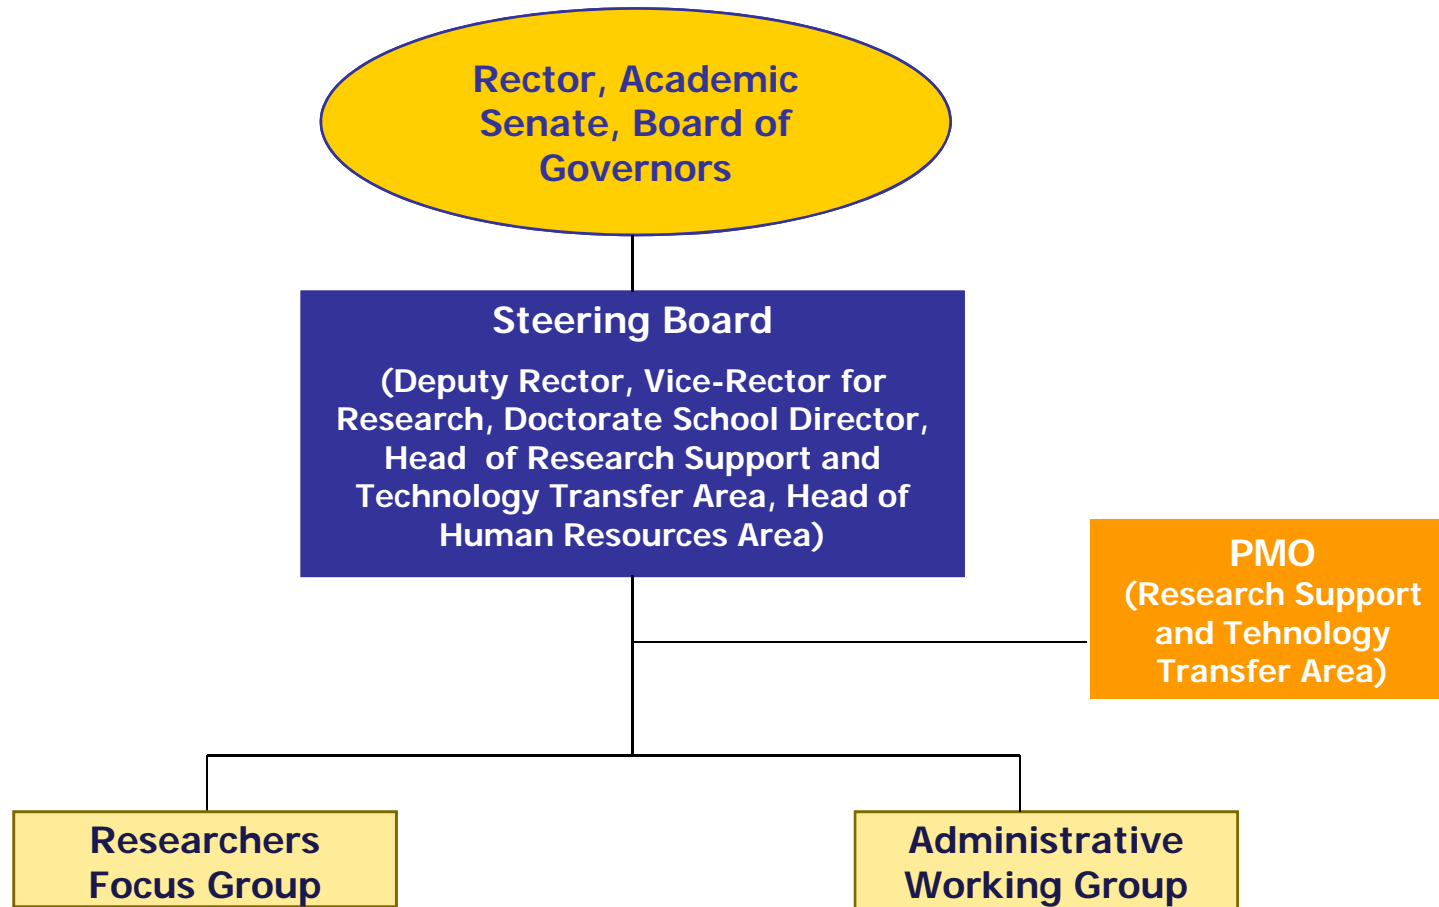 Rector, Academic
Senate, Board of
Governors
Steering Board
(Deputy Rector, Vice-Rector for
Research, Doctorate School Director,
Head of Research Support and
Technology Transfer Area, Head of
Human Resources Area)
PMO
(Research Support
and Tehnology
Transfer Area)
Researchers
Focus Group
Administrative
Working Group